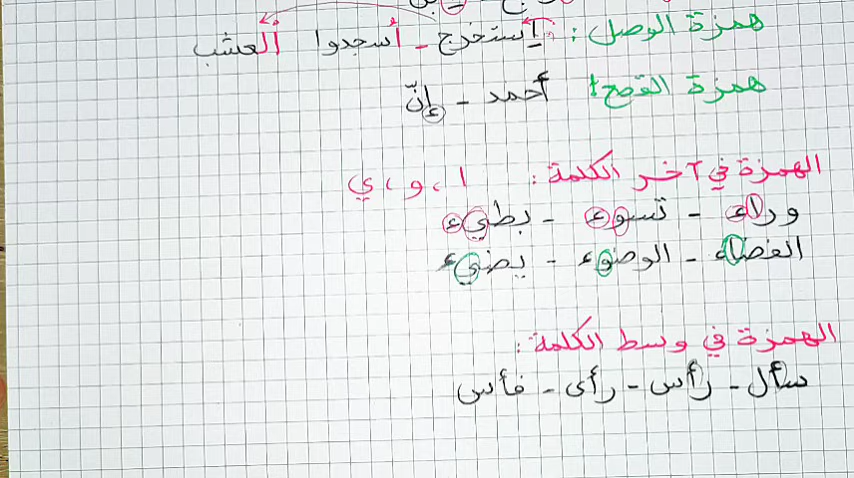 همزة الوصل: إستخرج - أسجدوا ألعشب
همزة القطع: أحمد - إنّ
الهمزة في آخر الكلمة: ا، و، ي
وراء - تسوء - بطيء
الفضاء - الوضوء - يضيء
الهمزة في وسط الكلمة:
سأل - رأس - رأى - فأس